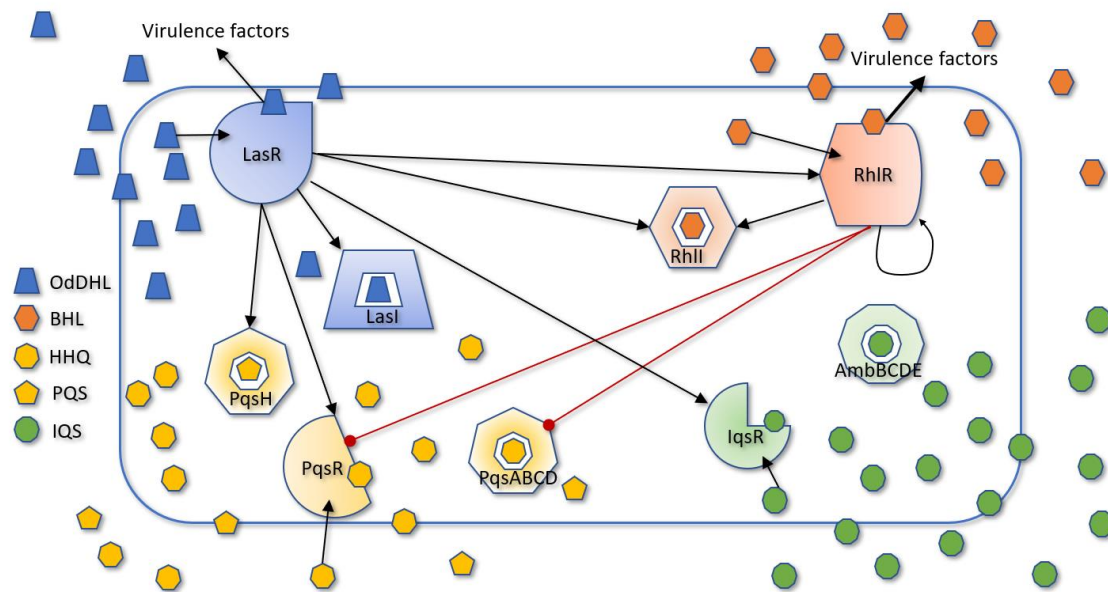 Virulence factors
Virulence factors
LasR
RhlR
RhlI
OdDHL
LasI
BHL
HHQ
AmbBCDE
PqsH
PQS
IQS
IqsR
PqsR
PqsABCD